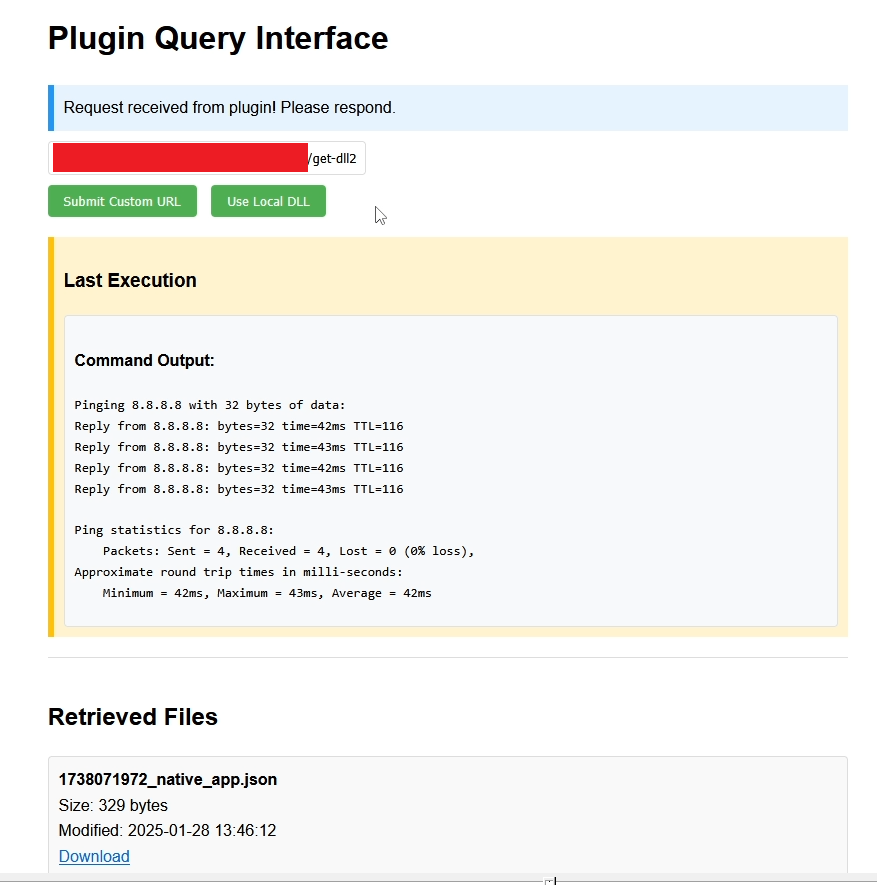 Plugin Query Interface
Request received from plugin! Please respond.
/get-dll2
Submit Custom URL
Use Local DLL
Last Execution
Command Output:
Pinging 8.8.8.8 with 32 bytes of data:
Reply from 8.8.8.8: bytes=32 time=42ms TTL=116
Reply from 8.8.8.8: bytes=32 time=43ms TTL=116
Reply from 8.8.8.8: bytes=32 time=42ms TTL=116
Reply from 8.8.8.8: bytes=32 time=43ms TTL=116
Ping statistics for 8.8.8.8:
Packets: Sent = 4, Received = 4, Lost = 0 (0% loss),
Approximate round trip times in milli-seconds:
Minimum = 42ms, Maximum = 43ms, Average = 42ms
Retrieved Files
1738071972_native_app.json
Size: 329 bytes
Modified: 2025-01-28 13:46:12
Download